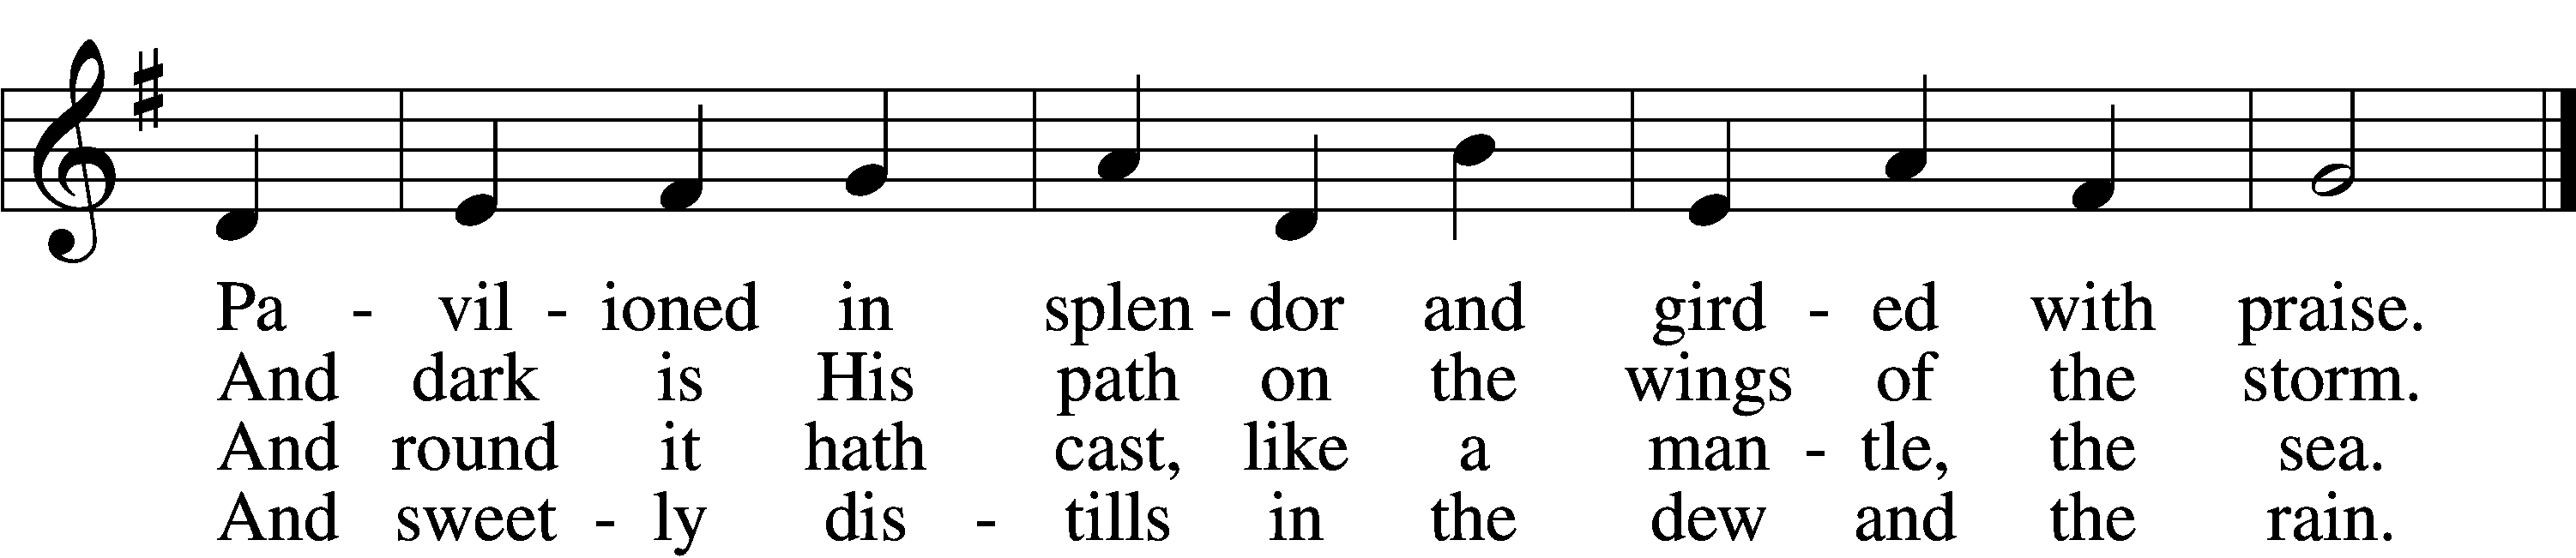 Pa - vil - ioned in splen - dor and gird - ed with praise.
And dark is His path on the wings of the storm.
And round it hath cast, like a man - tle, the sea.
And sweet - ly dis - tills in the dew and the rain.